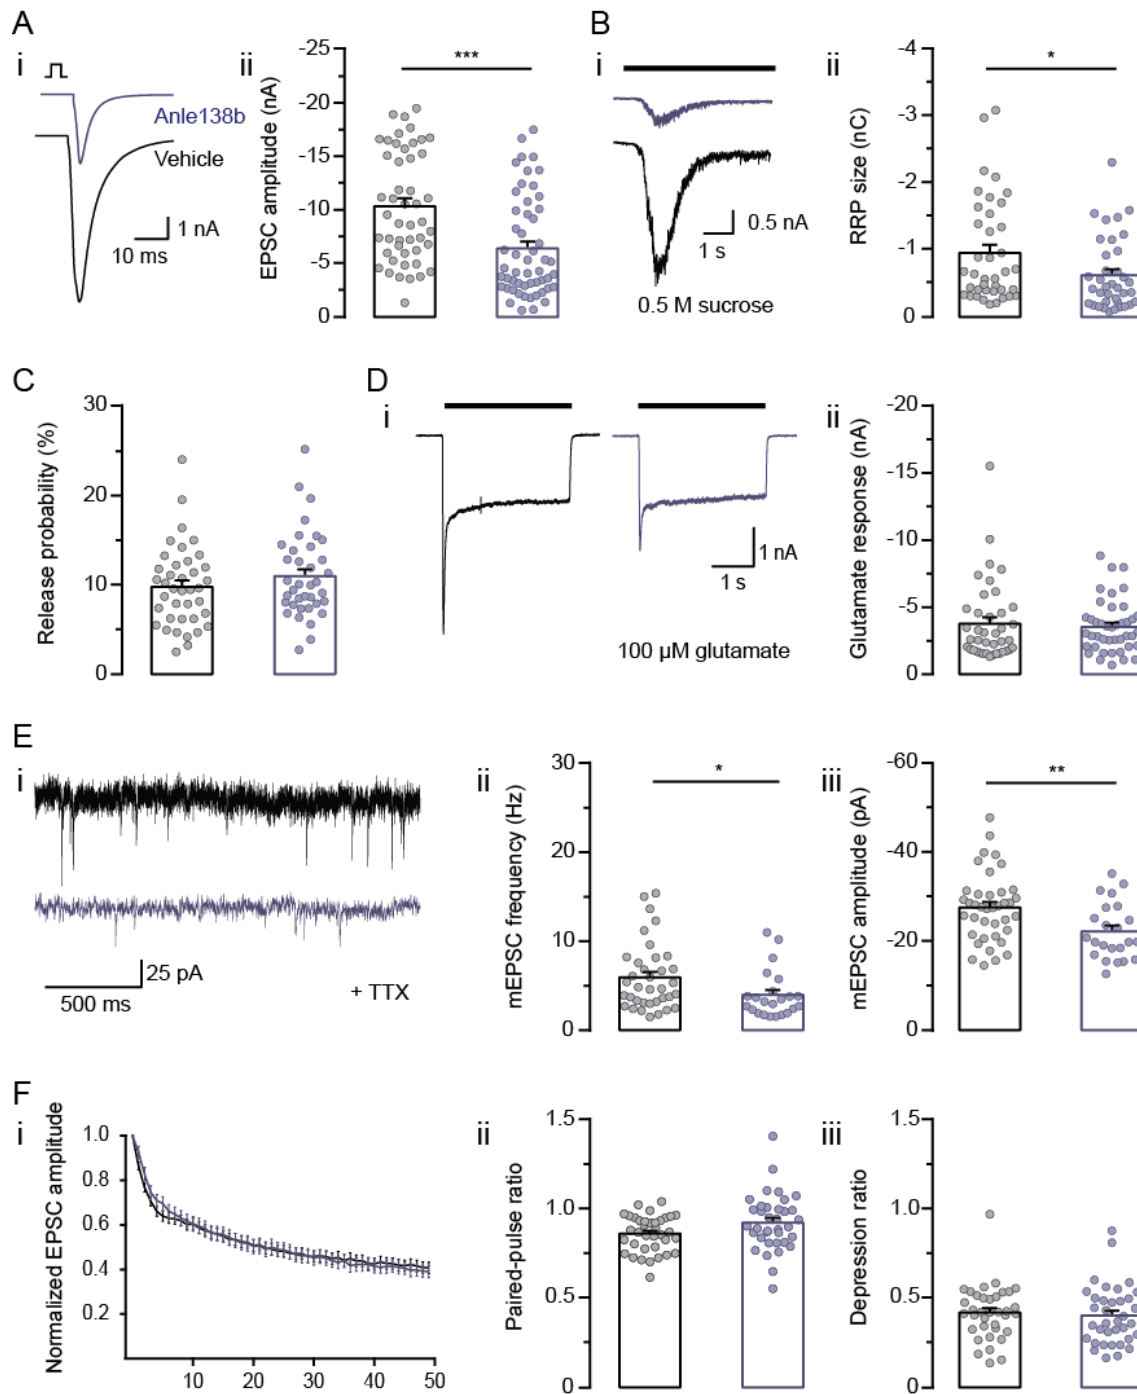 A
i
Anle138b
Vehicle
1 nA
10 ms
ii
EPSC amplitude (nA)
-25
-20
-15
-10
-5
0
***
B
i
0.5 nA
1 s
0.5 M sucrose
ii
RRP size (nC)
-4
-3
-2
-1
0
*
C
Release probability (%)
30
20
10
0
D
i
1 nA
1 s
100 µM glutamate
ii
Glutamate response (nA)
-20
-15
-10
-5
0
E
i
25 pA
500 ms
+ TTX
ii
mEPSC frequency (Hz)
30
20
10
0
*
iii
mEPSC amplitude (pA)
-60
-40
-20
0
**
F
i
Normalized EPSC amplitude
1.0
0.8
0.6
0.4
0.2
10
20
30
40
50
ii
Paired-pulse ratio
1.5
1.0
0.5
0
iii
Depression ratio
1.5
1.0
0.5
0